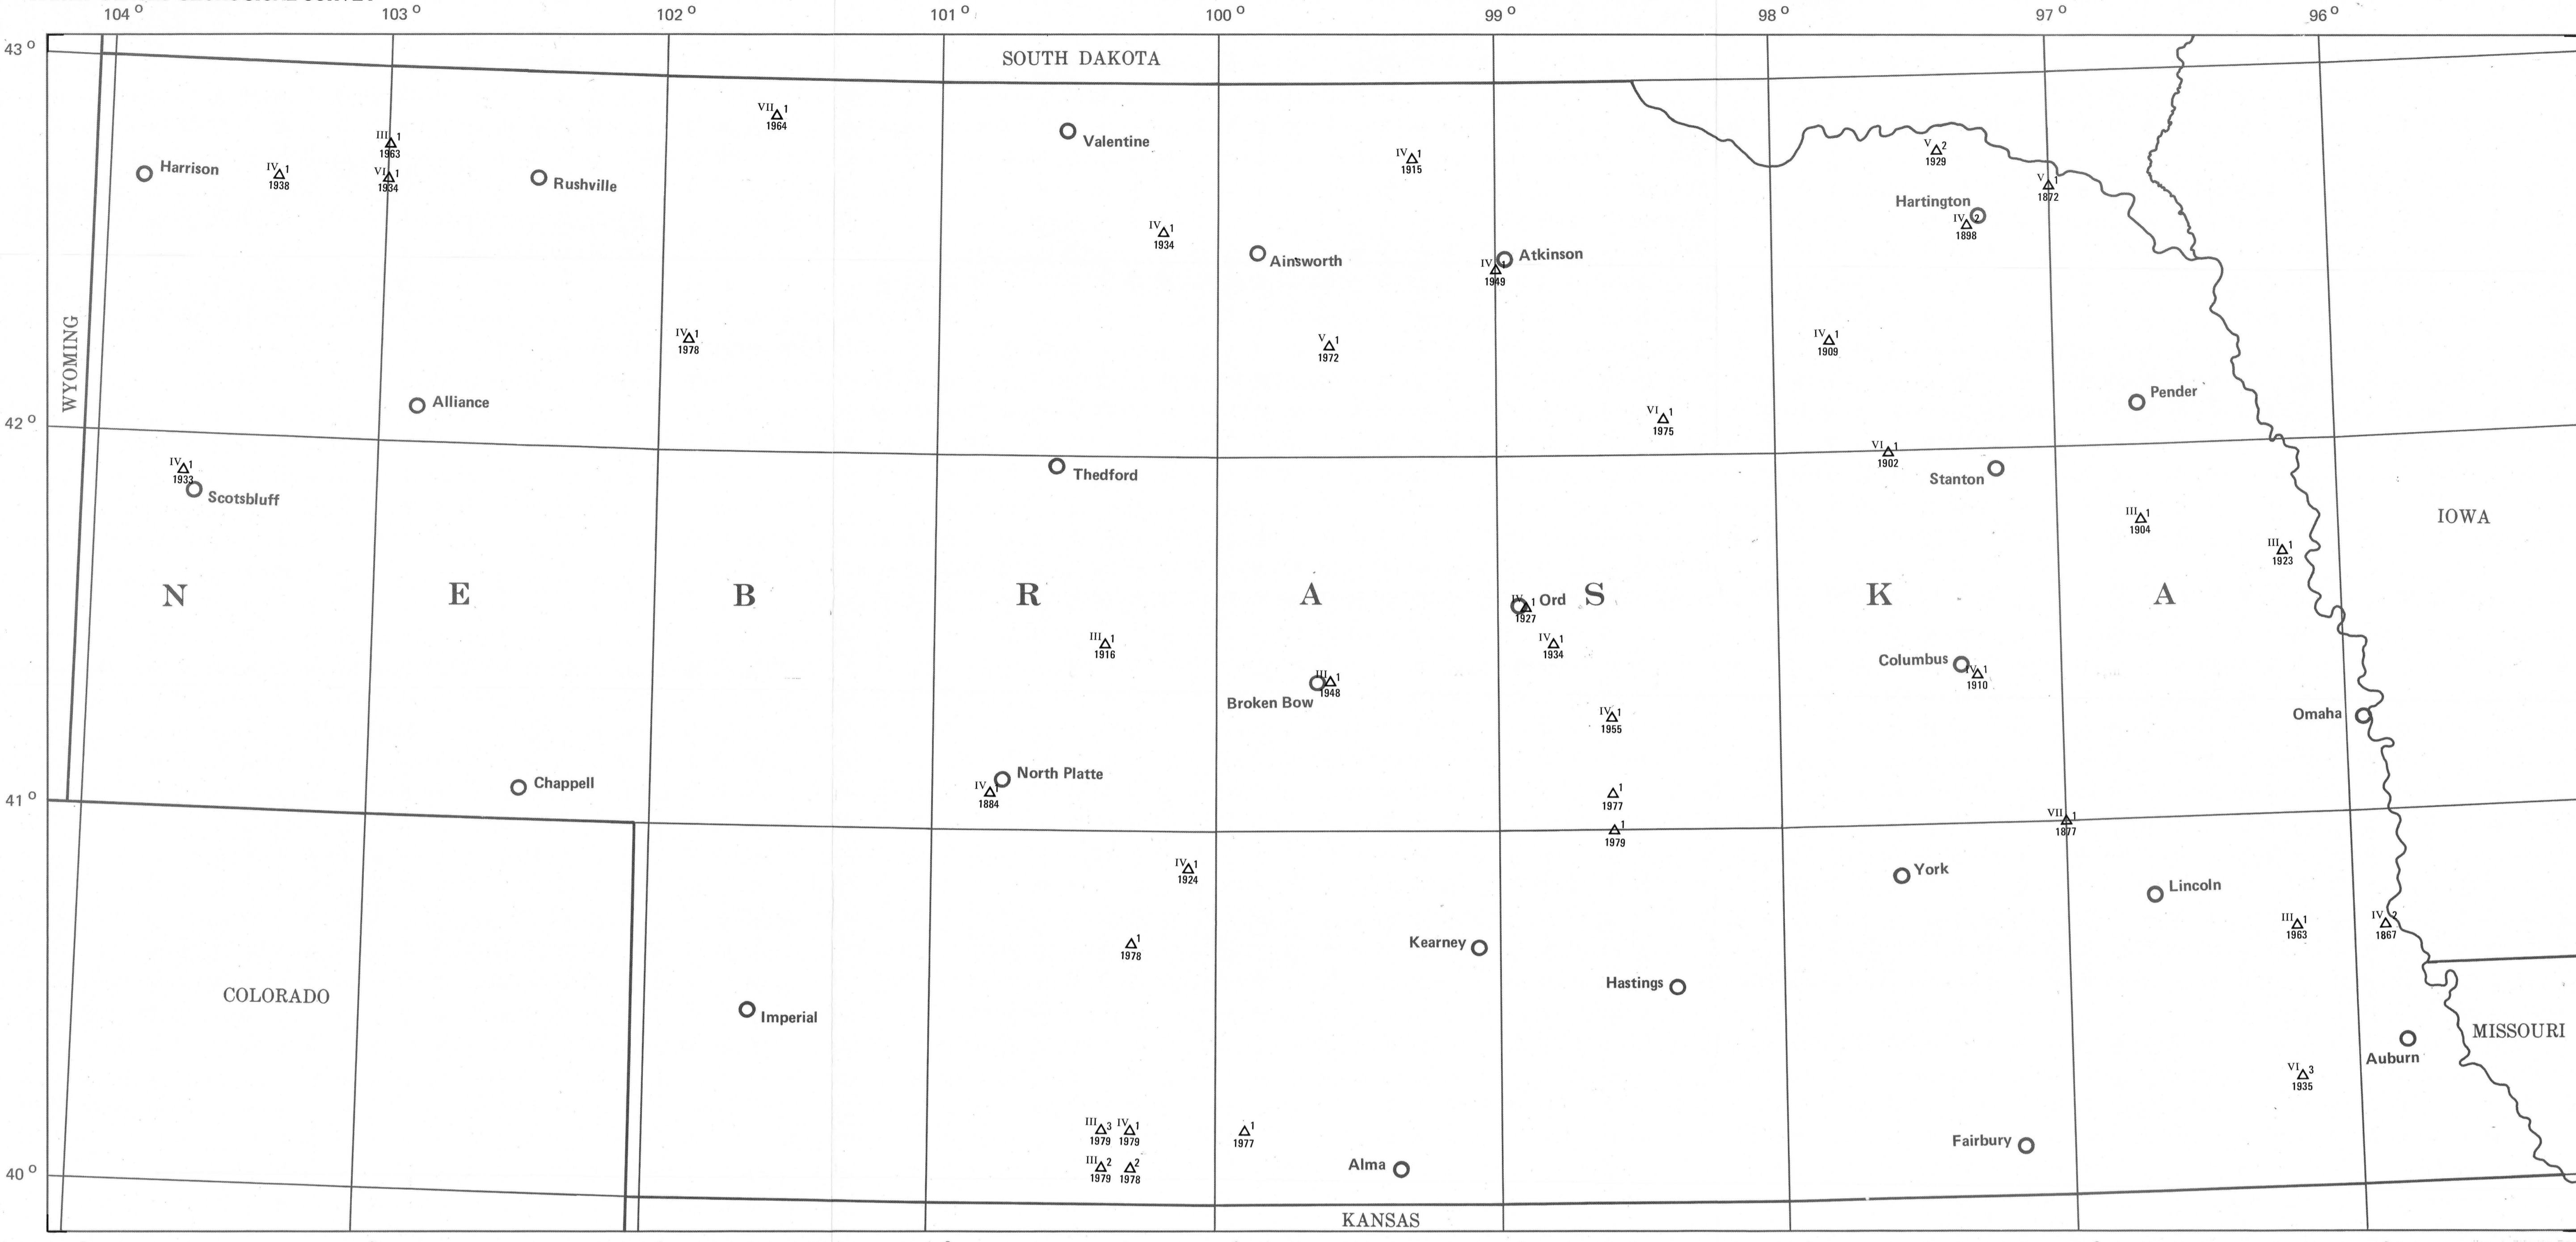 104° 103° 102° 101° 100° 99° 98° 97° 96°
43°
SOUTH DAKOTA
VII 1
1964
Valentine
III 1
1963
V 2
1929
IV 1
1915
Harrison
IV 1
1938
VI 1
1934
Rushville
V 1
1872
Hartington
IV 2
1898
IV 1
1934
Ainsworth
Atkinson
IV 1
1949
WYOMING
IV 1
1978
V 1
1972
IV 1
1909
Alliance
Pender
VI 1
1975
42°
VI 1
1902
IV 1
1933
Scotsbluff
Thedford
Stanton
III 1
1904
IOWA
III 1
1923
N E B R A S K A
Ord
IV 1
1927
III 1
1916
IV 1
1934
Columbus
IV 1
1910
III 1
1948
Broken Bow
IV 1
1955
Omaha
North Platte
Chappell
IV 1
1884
1
1977
41°
VII 1
1877
1
1979
IV 1
1924
York
Lincoln
III 1
1963
IV 2
1867
1
1978
Kearney
Hastings
COLORADO
Imperial
MISSOURI
Auburn
VI 3
1935
III 3
1979
IV 1
1979
1
1977
Fairbury
III 2
1979
2
1978
Alma
40°
KANSAS